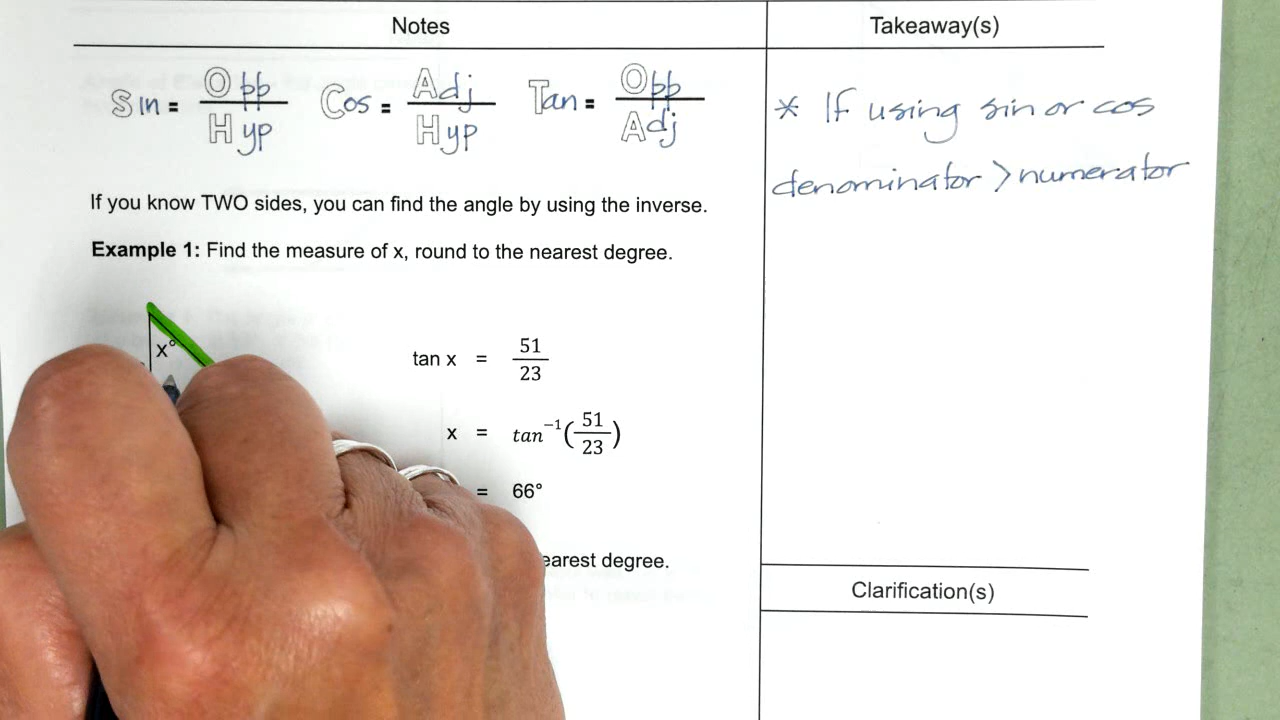 Notes
Takeaway(s)
Sin = Opp/Hyp Cos = Adj/Hyp Tan = Opp/Adj
If you know TWO sides, you can find the angle by using the inverse.
Example 1: Find the measure of x, round to the nearest degree.
x°
tan x = 51/23
x = tan⁻¹(51/23)
= 66°
earest degree.
* If using sin or cos
denominator > numerator
Clarification(s)